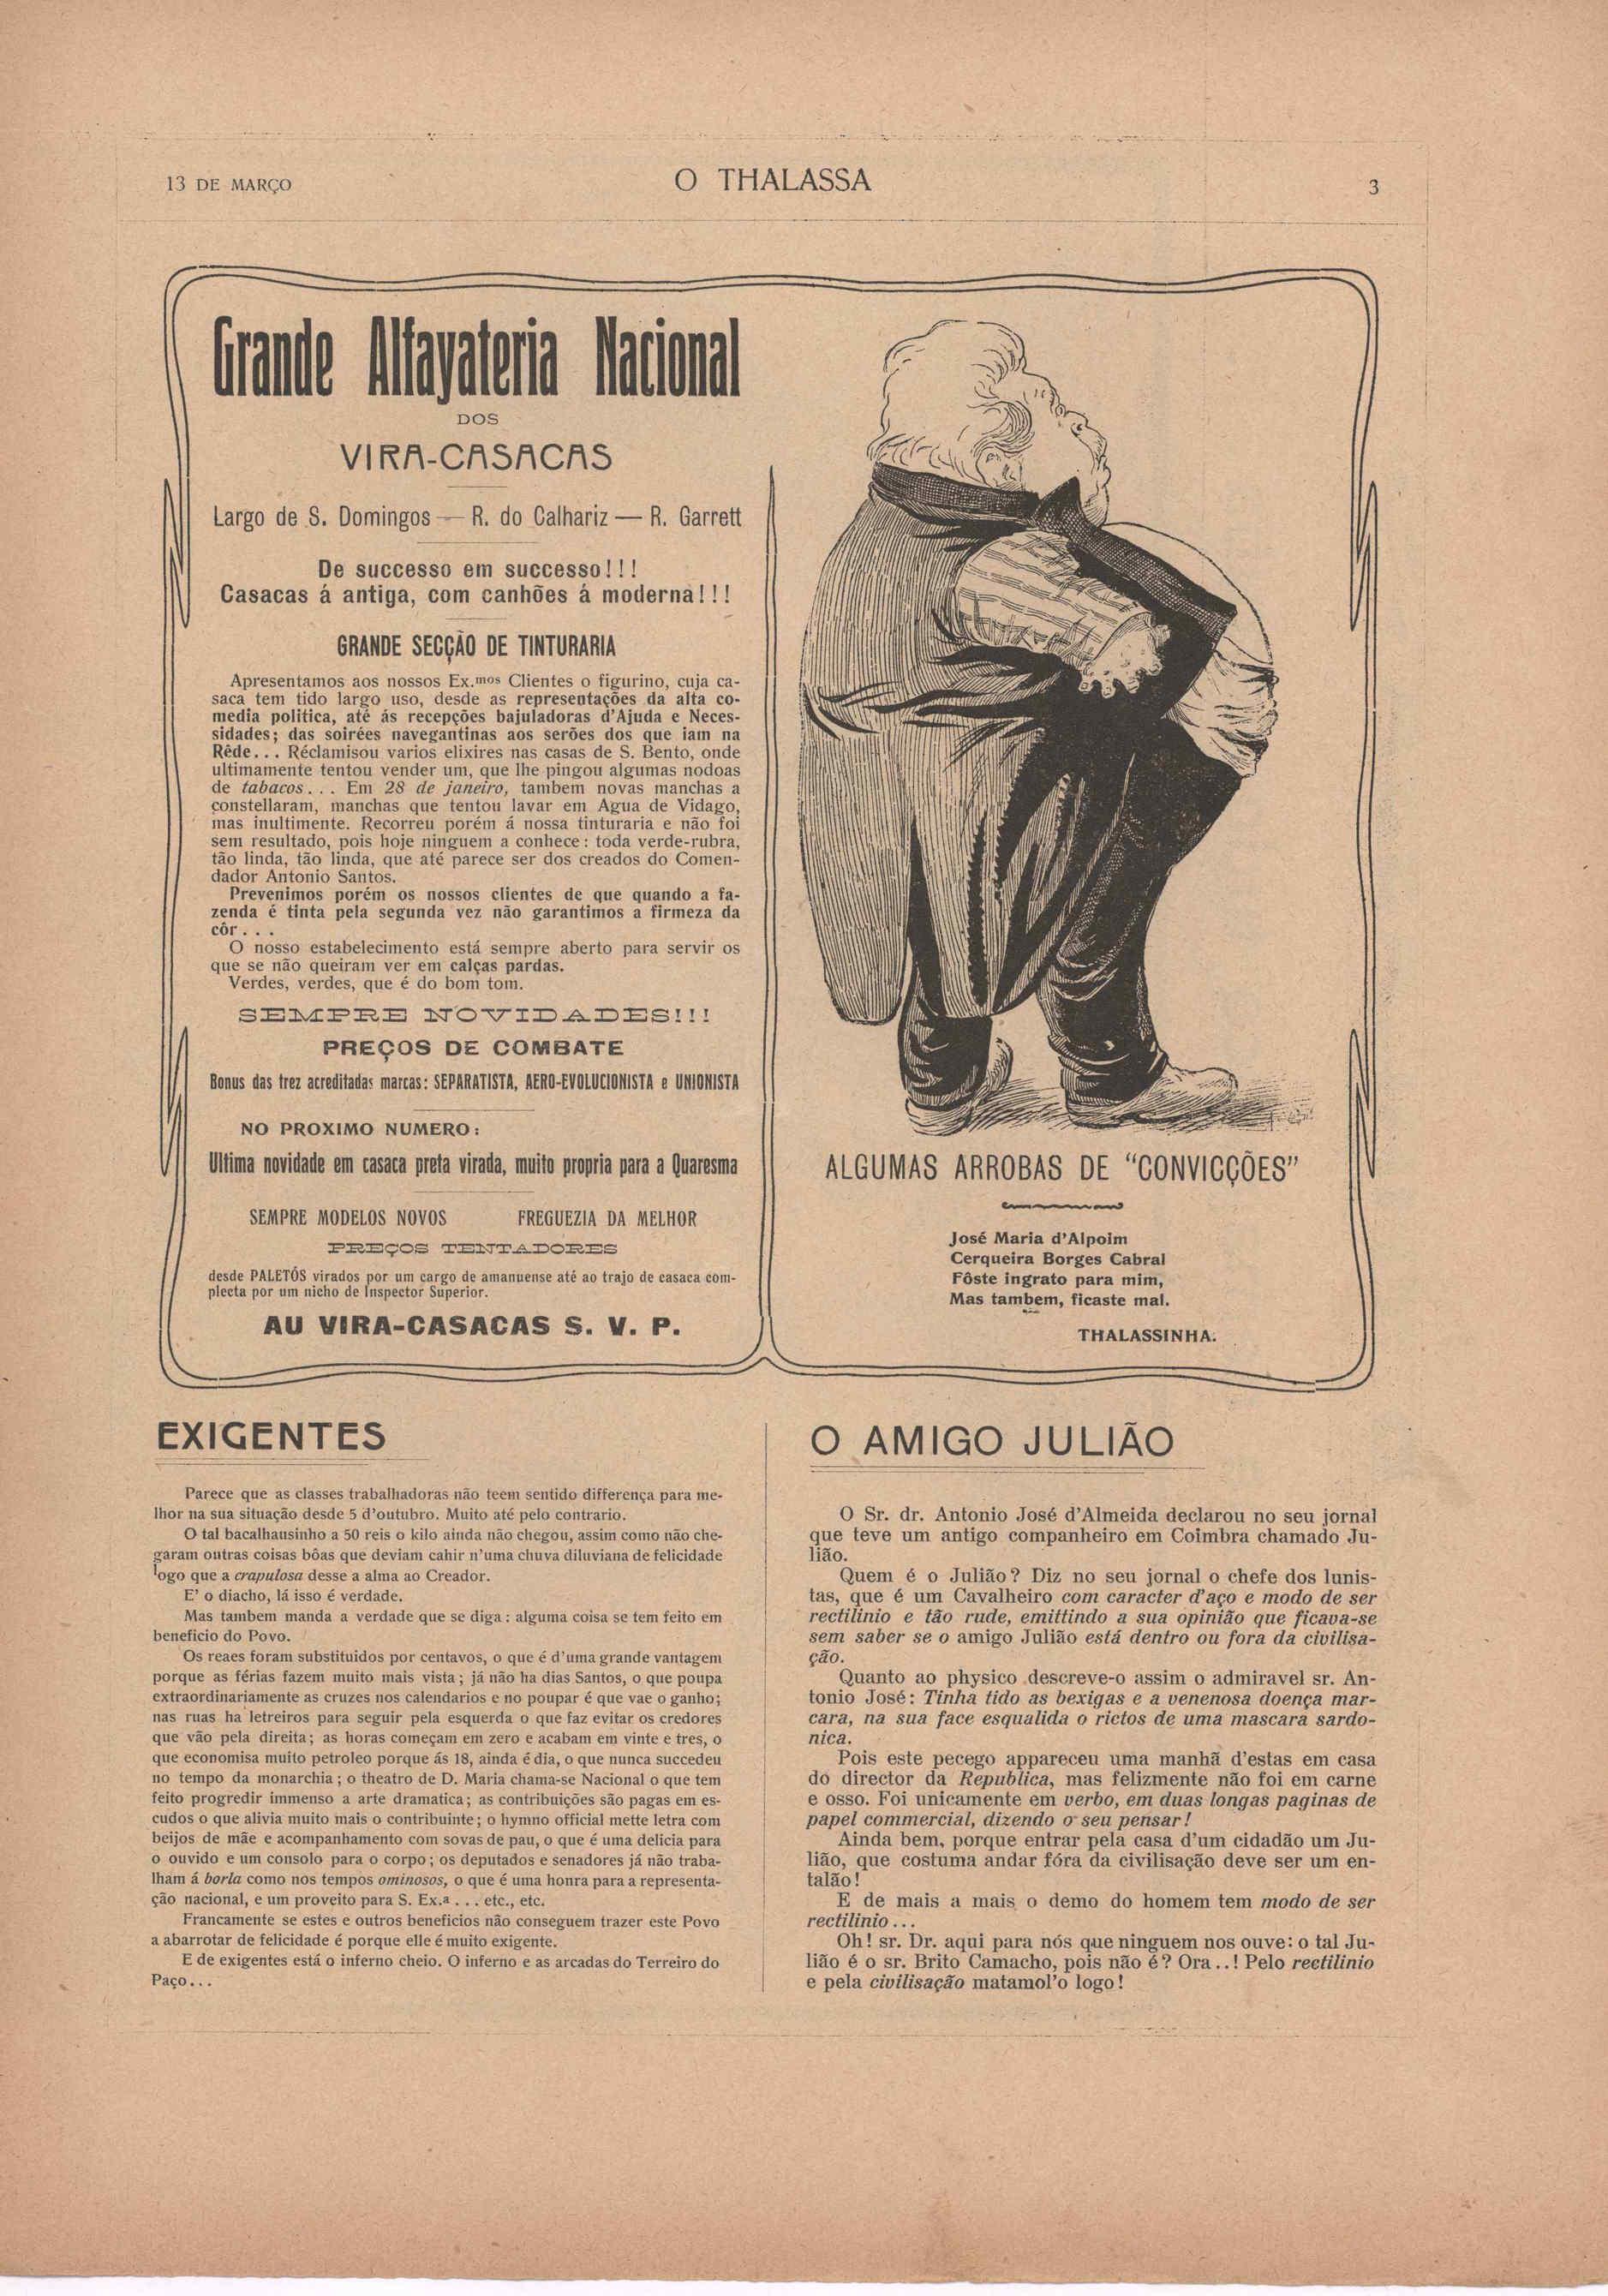 13 DE MARÇO
O THALASSA
3
Grande Alfayateria Nacional
DOS
VIRA-CASACAS
Largo de S. Domingos — R. do Calhariz — R. Garrett
De successo em successo!!!
Casacas á antiga, com canhões á moderna!!!
GRANDE SECÇÃO DE TINTURARIA
Apresentamos aos nossos Ex.mos Clientes o figurino, cuja ca-
saca tem tido largo uso, desde as representações da alta co-
media politica, até ás recepções bajuladoras d'Ajuda e Neces-
sidades; das soirées navegantinas aos serões dos que iam na
Rêde... Réclamisou varios elixires nas casas de S. Bento, onde
ultimamente tentou vender um, que lhe pingou algumas nodoas
de tabacos... Em 28 de janeiro, tambem novas manchas a
constellaram, manchas que tentou lavar em Agua de Vidago,
mas inultimente. Recorreu porém á nossa tinturaria e não foi
sem resultado, pois hoje ninguem a conhece: toda verde-rubra,
tão linda, tão linda, que até parece ser dos creados do Comen-
dador Antonio Santos.
Prevenimos porém os nossos clientes de que quando a fa-
zenda é tinta pela segunda vez não garantimos a firmeza da
côr...
O nosso estabelecimento está sempre aberto para servir os
que se não queiram ver em calças pardas.
Verdes, verdes, que é do bom tom.
SEMPRE NOVIDADES!!!
PREÇOS DE COMBATE
Bonus das trez acreditadas marcas: SEPARATISTA, AERO-EVOLUCIONISTA e UNIONISTA
NO PROXIMO NUMERO:
Ultima novidade em casaca preta virada, muito propria para a Quaresma
SEMPRE MODELOS NOVOS FREGUEZIA DA MELHOR
PREÇOS TENTADORES
desde PALETÓS virados por um cargo de amanuense até ao trajo de casaca com-
plecta por um nicho de Inspector Superior.
AU VIRA-CASACAS S. V. P.
ALGUMAS ARROBAS DE "CONVICÇÕES"
José Maria d'Alpoim
Cerqueira Borges Cabral
Fôste ingrato para mim,
Mas tambem, ficaste mal.
THALASSINHA.
EXIGENTES
Parece que as classes trabalhadoras não teem sentido differença para me-
lhor na sua situação desde 5 d'outubro. Muito até pelo contrario.
O tal bacalhausinho a 50 reis o kilo ainda não chegou, assim como não che-
garam outras coisas bôas que deviam cahir n'uma chuva diluviana de felicidade
logo que a crapulosa desse a alma ao Creador.
E' o diacho, lá isso é verdade.
Mas tambem manda a verdade que se diga: alguma coisa se tem feito em
beneficio do Povo.
Os reaes foram substituidos por centavos, o que é d'uma grande vantagem
porque as férias fazem muito mais vista; já não ha dias Santos, o que poupa
extraordinariamente as cruzes nos calendarios e no poupar é que vae o ganho;
nas ruas ha letreiros para seguir pela esquerda o que faz evitar os credores
que vão pela direita; as horas começam em zero e acabam em vinte e tres, o
que economisa muito petroleo porque ás 18, ainda é dia, o que nunca succedeu
no tempo da monarchia; o theatro de D. Maria chama-se Nacional o que tem
feito progredir immenso a arte dramatica; as contribuições são pagas em es-
cudos o que alivia muito mais o contribuinte; o hymno official mette letra com
beijos de mãe e acompanhamento com sovas de pau, o que é uma delicia para
o ouvido e um consolo para o corpo; os deputados e senadores já não traba-
lham á borla como nos tempos ominosos, o que é uma honra para a representa-
ção nacional, e um proveito para S. Ex.ª... etc., etc.
Francamente se estes e outros beneficios não conseguem trazer este Povo
a abarrotar de felicidade é porque elle é muito exigente.
E de exigentes está o inferno cheio. O inferno e as arcadas do Terreiro do
Paço...
O AMIGO JULIÃO
O Sr. dr. Antonio José d'Almeida declarou no seu jornal
que teve um antigo companheiro em Coimbra chamado Ju-
lião.
Quem é o Julião? Diz no seu jornal o chefe dos lunis-
tas, que é um Cavalheiro com caracter d'aço e modo de ser
rectilinio e tão rude, emittindo a sua opinião que ficava-se
sem saber se o amigo Julião está dentro ou fora da civilisa-
ção.
Quanto ao physico descreve-o assim o admiravel sr. An-
tonio José: Tinha tido as bexigas e a venenosa doença mar-
cara, na sua face esqualida o rictos de uma mascara sardo-
nica.
Pois este pecego appareceu uma manhã d'estas em casa
do director da Republica, mas felizmente não foi em carne
e osso. Foi unicamente em verbo, em duas longas paginas de
papel commercial, dizendo o seu pensar!
Ainda bem, porque entrar pela casa d'um cidadão um Ju-
lião, que costuma andar fóra da civilisação deve ser um en-
talão!
E de mais a mais o demo do homem tem modo de ser
rectilinio...
Oh! sr. Dr. aqui para nós que ninguem nos ouve: o tal Ju-
lião é o sr. Brito Camacho, pois não é? Ora..! Pelo rectilinio
e pela civilisação matamol'o logo!